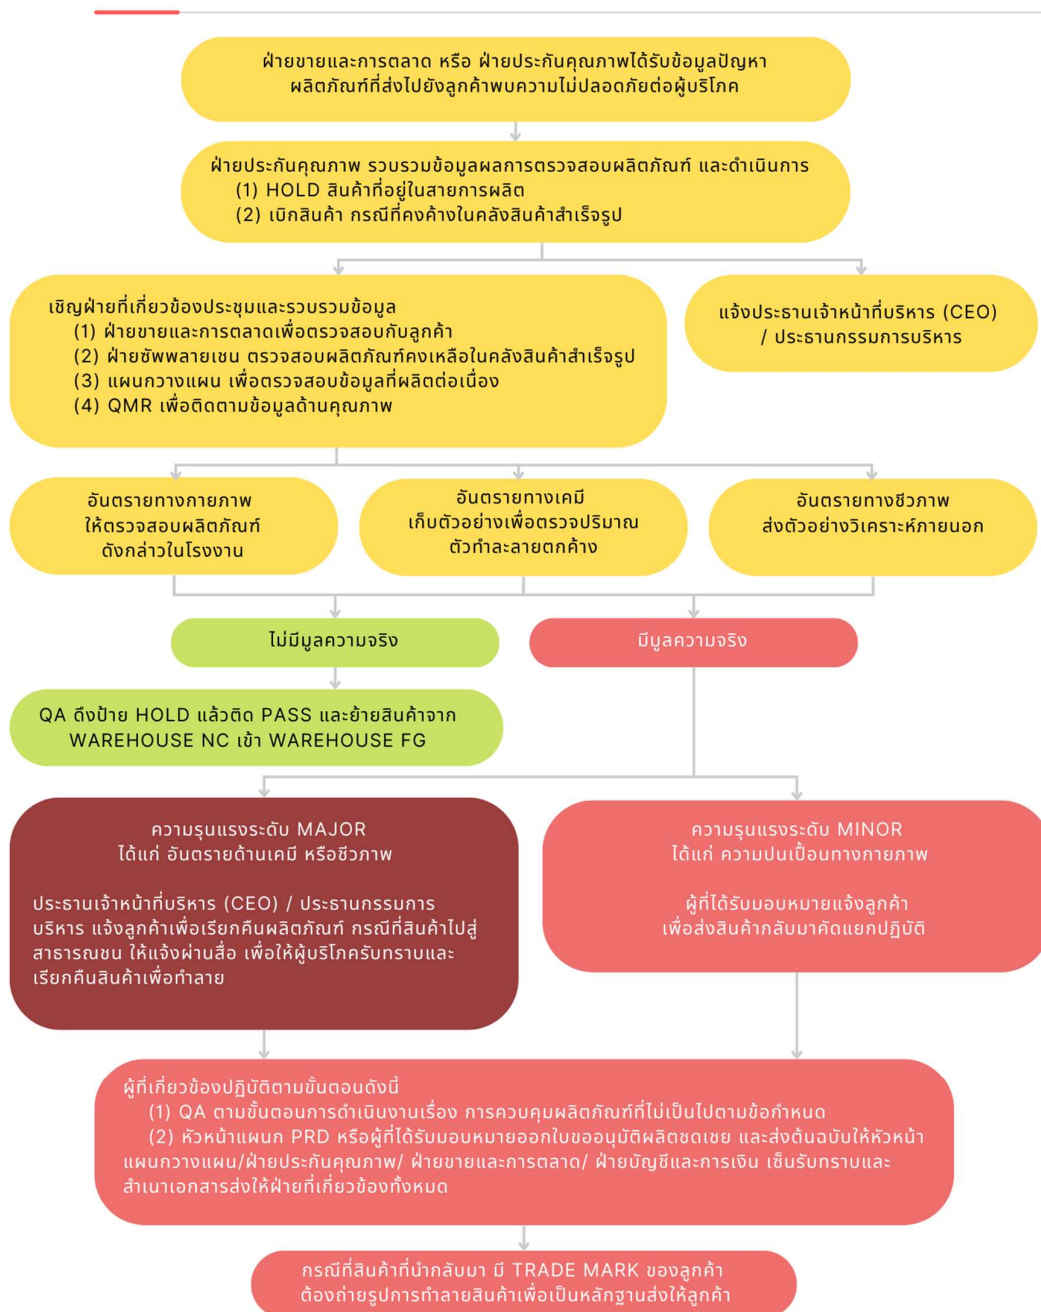 ฝ่ายขายและการตลาด หรือ ฝ่ายประกันคุณภาพได้รับข้อมูลปัญหา
ผลิตภัณฑ์ที่ส่งไปยังลูกค้าพบความไม่ปลอดภัยต่อผู้บริโภค
ฝ่ายประกันคุณภาพ รวบรวมข้อมูลผลการตรวจสอบผลิตภัณฑ์ และดำเนินการ
(1) HOLD สินค้าที่อยู่ในสายการผลิต
(2) เบิกสินค้า กรณีที่คงค้างในคลังสินค้าสำเร็จรูป
เชิญฝ่ายที่เกี่ยวข้องประชุมและรวบรวมข้อมูล
(1) ฝ่ายขายและการตลาดเพื่อตรวจสอบกับลูกค้า
(2) ฝ่ายซัพพลายเชน ตรวจสอบผลิตภัณฑ์คงเหลือในคลังสินค้าสำเร็จรูป
(3) แผนกวางแผน เพื่อตรวจสอบข้อมูลที่ผลิตต่อเนื่อง
(4) QMR เพื่อติดตามข้อมูลด้านคุณภาพ
แจ้งประธานเจ้าหน้าที่บริหาร (CEO)
/ ประธานกรรมการบริหาร
อันตรายทางกายภาพ
ให้ตรวจสอบผลิตภัณฑ์
ดังกล่าวในโรงงาน
อันตรายทางเคมี
เก็บตัวอย่างเพื่อตรวจปริมาณ
ตัวทำละลายตกค้าง
อันตรายทางชีวภาพ
ส่งตัวอย่างวิเคราะห์ภายนอก
ไม่มีมูลความจริง
มีมูลความจริง
QA ดึงป้าย HOLD แล้วติด PASS และย้ายสินค้าจาก
WAREHOUSE NC เข้า WAREHOUSE FG
ความรุนแรงระดับ MAJOR
ได้แก่ อันตรายด้านเคมี หรือชีวภาพ
ประธานเจ้าหน้าที่บริหาร (CEO) / ประธานกรรมการ
บริหาร แจ้งลูกค้าเพื่อเรียกคืนผลิตภัณฑ์ กรณีที่สินค้าไปสู่
สาธารณชน ให้แจ้งผ่านสื่อ เพื่อให้ผู้บริโภครับทราบและ
เรียกคืนสินค้าเพื่อทำลาย
ความรุนแรงระดับ MINOR
ได้แก่ ความปนเปื้อนทางกายภาพ
ผู้ที่ได้รับมอบหมายแจ้งลูกค้า
เพื่อส่งสินค้ากลับมาคัดแยกปฏิบัติ
ผู้ที่เกี่ยวข้องปฏิบัติตามขั้นตอนดังนี้
(1) QA ตามขั้นตอนการดำเนินงานเรื่อง การควบคุมผลิตภัณฑ์ที่ไม่เป็นไปตามข้อกำหนด
(2) หัวหน้าแผนก PRD หรือผู้ที่ได้รับมอบหมายออกใบขออนุมัติผลิตชดเชย และส่งต้นฉบับให้หัวหน้า
แผนกวางแผน/ฝ่ายประกันคุณภาพ/ ฝ่ายขายและการตลาด/ ฝ่ายบัญชีและการเงิน เซ็นรับทราบและ
สำเนาเอกสารส่งให้ฝ่ายที่เกี่ยวข้องทั้งหมด
กรณีที่สินค้าที่นำกลับมา มี TRADE MARK ของลูกค้า
ต้องถ่ายรูปการทำลายสินค้าเพื่อเป็นหลักฐานส่งให้ลูกค้า